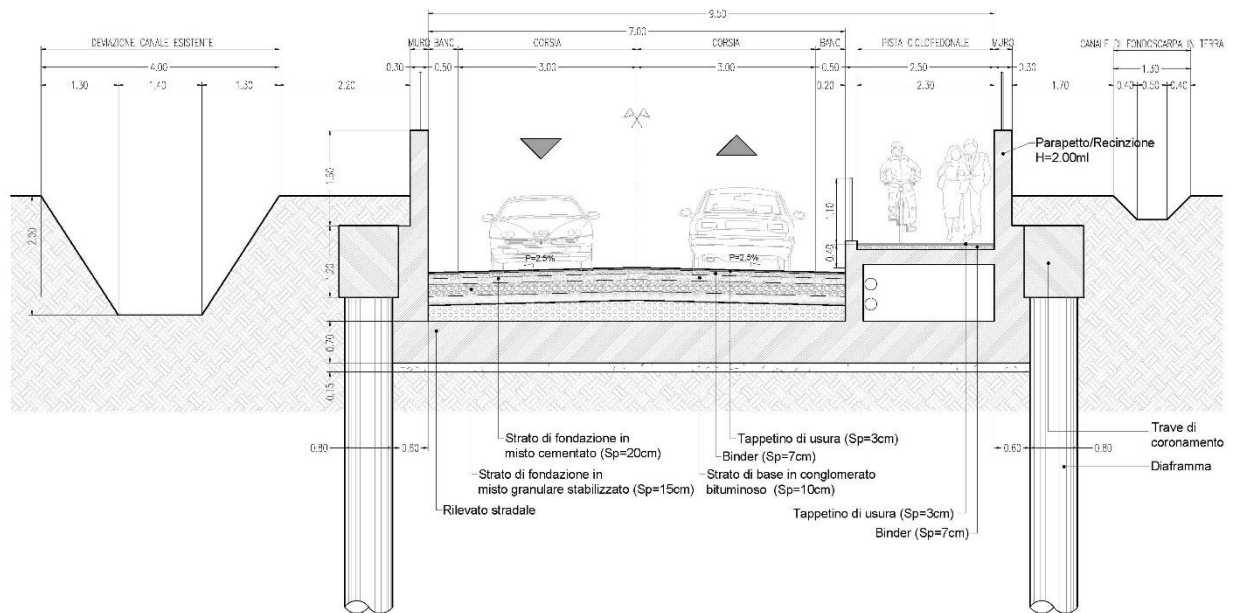 9.50
7.00
DEVIAZIONE CANALE ESISTENTE
MURO
BANC.
CORSIA
CORSIA
BANC.
PISTA CICLOPEDONALE
MURO
CANALE DI FONDOSCARPA IN TERRA
4.00
0.30
0.50
3.00
3.00
0.50
2.50
0.30
1.30
1.30
1.40
1.30
2.20
0.20
2.30
1.70
0.40
0.50
0.40
Parapetto/Recinzione
H=2.00ml
1.10
2.00
1.20
0.40
P=2.5%
P=2.5%
0.70
0.15
0.80
0.60
0.60
0.80
Strato di fondazione in
misto cementato (Sp=20cm)
Strato di fondazione in
misto granulare stabilizzato (Sp=15cm)
Rilevato stradale
Tappetino di usura (Sp=3cm)
Binder (Sp=7cm)
Strato di base in conglomerato
bituminoso (Sp=10cm)
Tappetino di usura (Sp=3cm)
Binder (Sp=7cm)
Trave di
coronamento
Diaframma